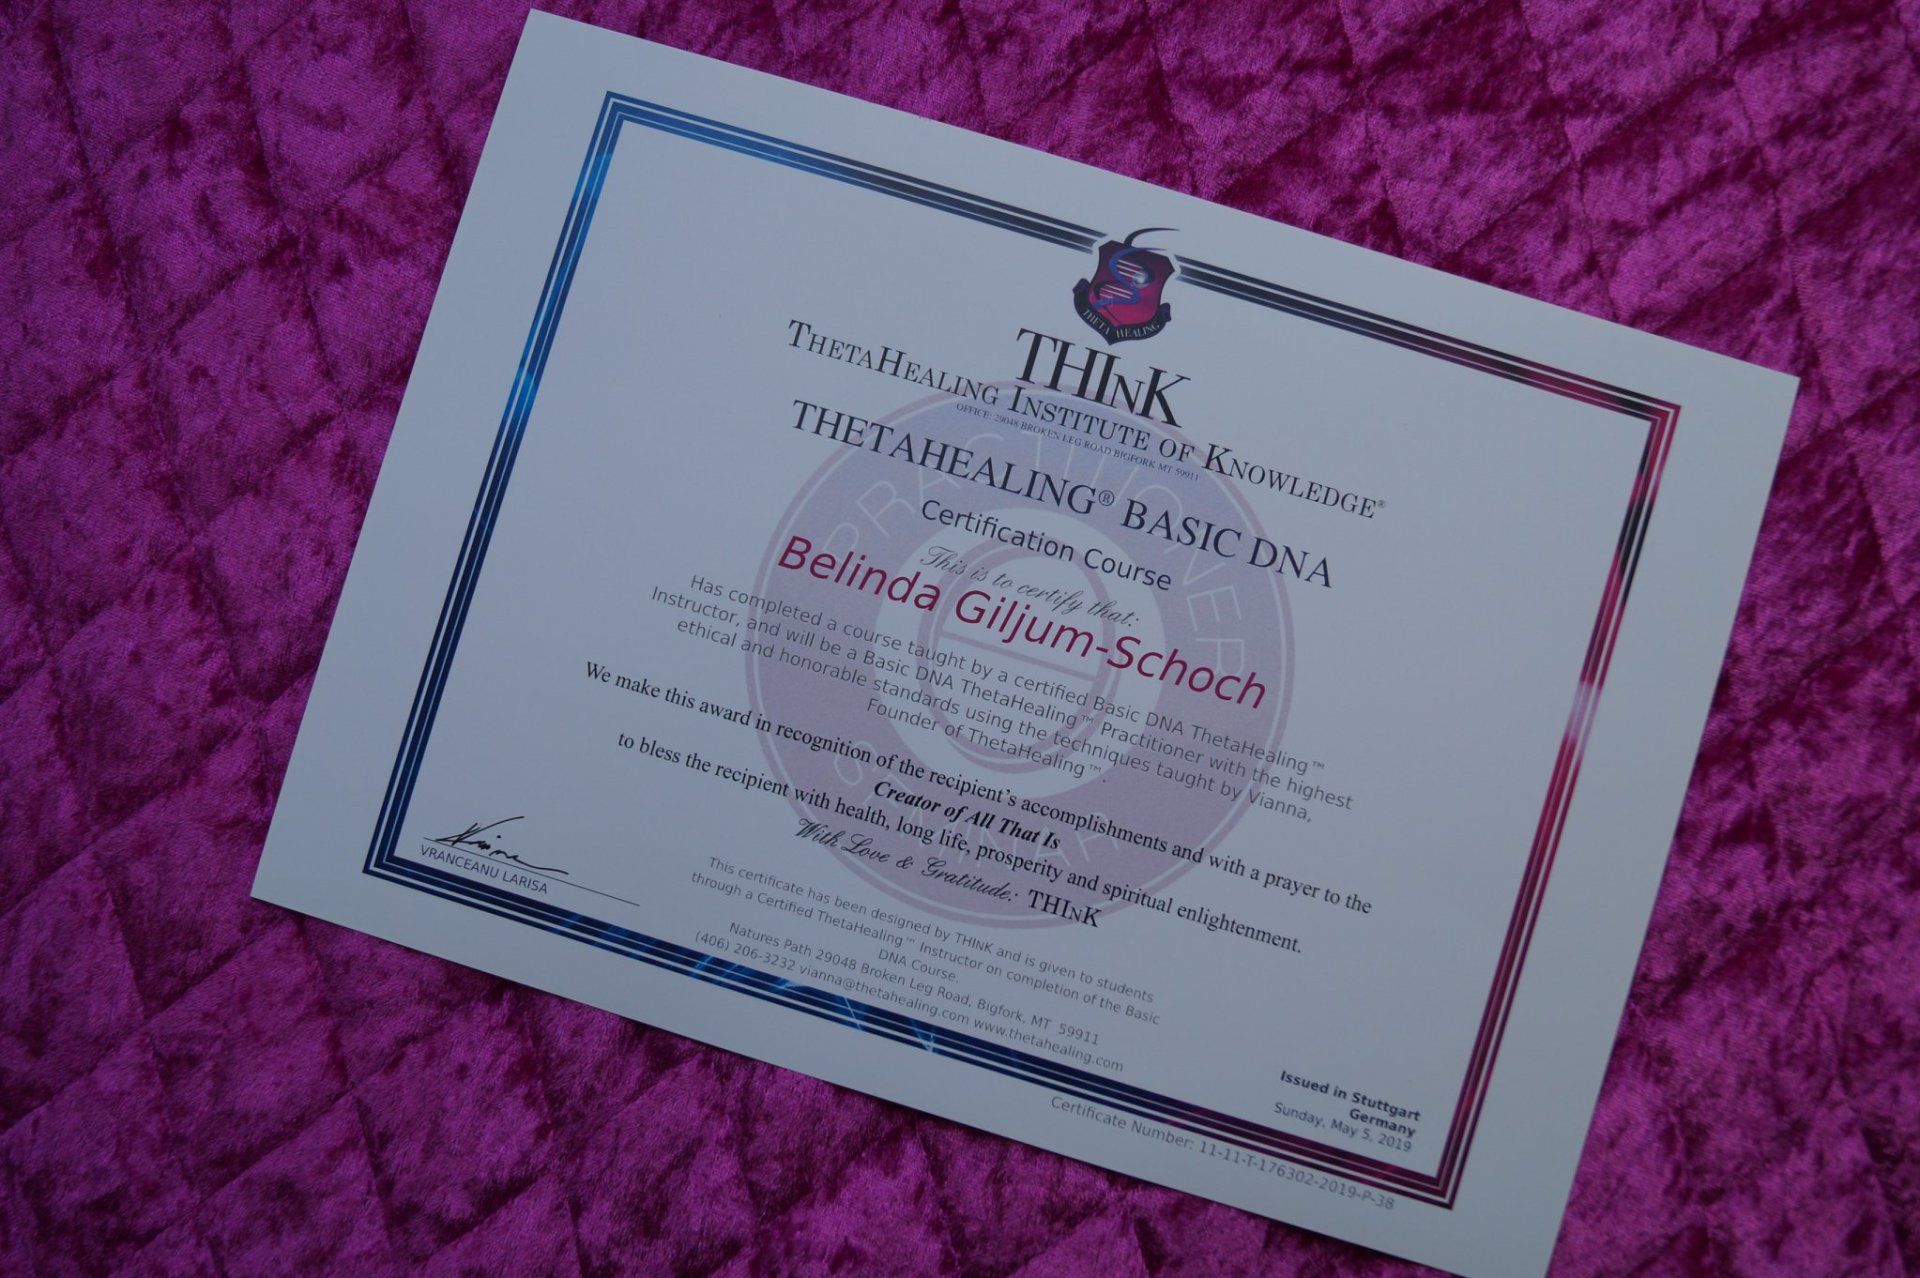 THETA HEALING
THInK
THETAHEALING INSTITUTE OF KNOWLEDGE®
OFFICE: 29048 BROKEN LEG ROAD BIGFORK MT 59911
THETAHEALING® BASIC DNA
Certification Course
This is to certify that:
Belinda Giljum-Schoch
Has completed a course taught by a certified Basic DNA ThetaHealing™
Instructor, and will be a Basic DNA ThetaHealing™ Practitioner with the highest
ethical and honorable standards using the techniques taught by Vianna,
Founder of ThetaHealing™.
We make this award in recognition of the recipient's accomplishments and with a prayer to the
Creator of All That Is
to bless the recipient with health, long life, prosperity and spiritual enlightenment.
With Love & Gratitude: THInK
VRANCEANU LARISA
This certificate has been designed by THINK and is given to students
through a Certified ThetaHealing™ Instructor on completion of the Basic
DNA Course.
Natures Path 29048 Broken Leg Road, Bigfork, MT 59911
(406) 206-3232 vianna@thetahealing.com www.thetahealing.com
Issued in Stuttgart
Germany
Sunday, May 5, 2019
Certificate Number: 11-11-T-176302-2019-P-38
PRACTITIONER